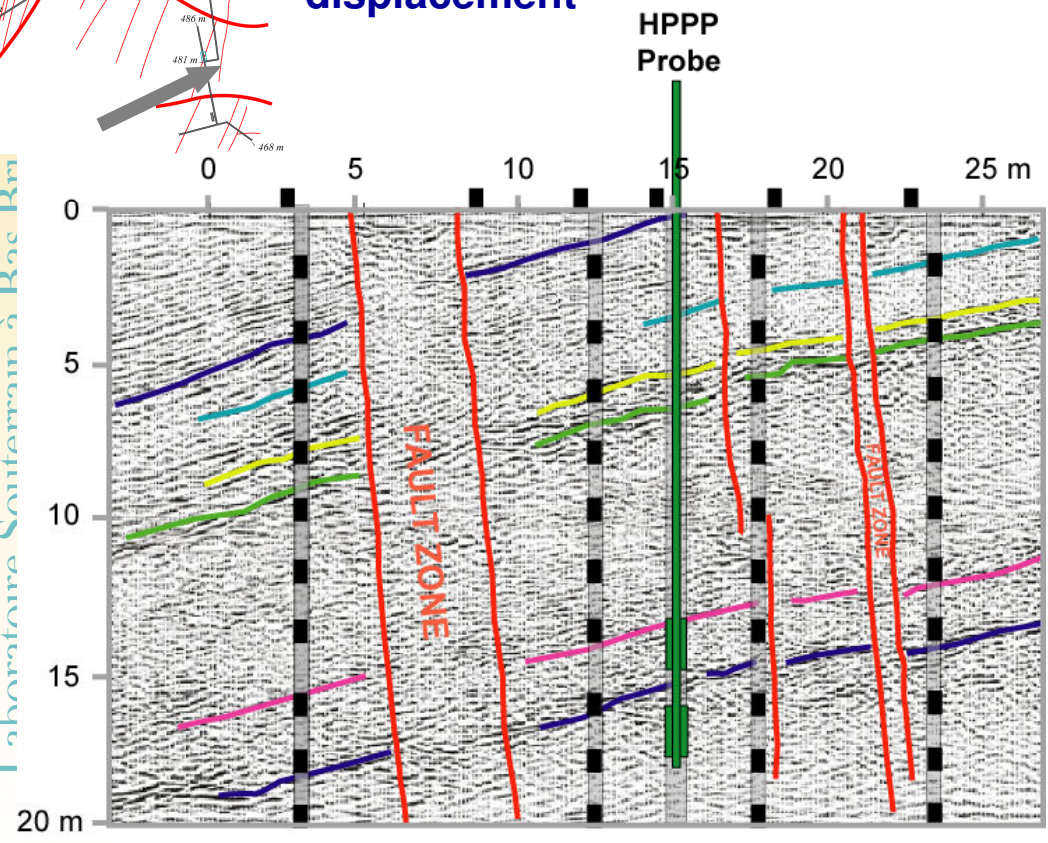 displacement
486 m
481 m
468 m
HPPP
Probe
0 5 10 15 20 25 m
0
5
10
15
20 m
FAULT ZONE
FAULT ZONE
Laboratoire Souterrain à Bas Bri